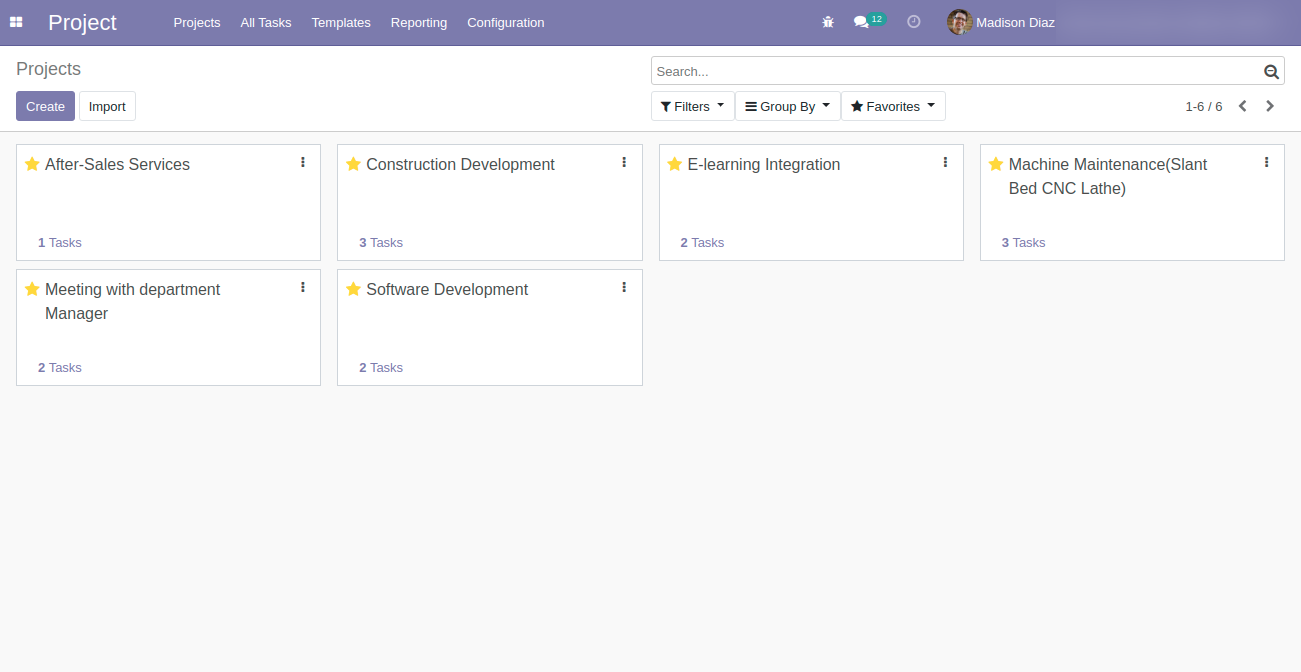 Project
Projects All Tasks Templates Reporting Configuration
12
Madison Diaz
Projects
Search...
Create Import
Filters Group By Favorites
1-6 / 6
After-Sales Services
1 Tasks
Construction Development
3 Tasks
E-learning Integration
2 Tasks
Machine Maintenance(Slant
Bed CNC Lathe)
3 Tasks
Meeting with department
Manager
2 Tasks
Software Development
2 Tasks